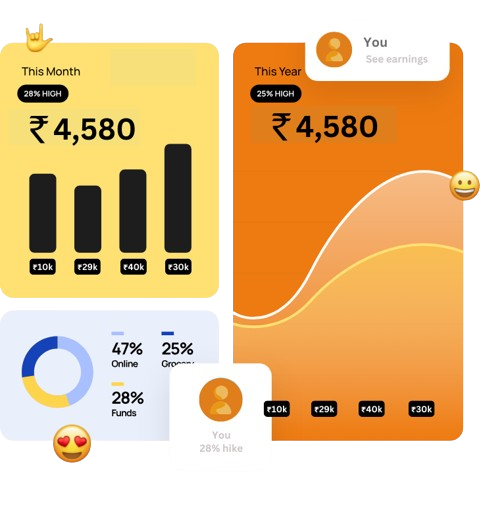 This Month
28% HIGH
₹4,580
₹10k ₹29k ₹40k ₹30k
47% 25%
Online Grocery
28%
Funds
You
28% hike
You
See earnings
This Year
25% HIGH
₹4,580
₹10k ₹29k ₹40k ₹30k